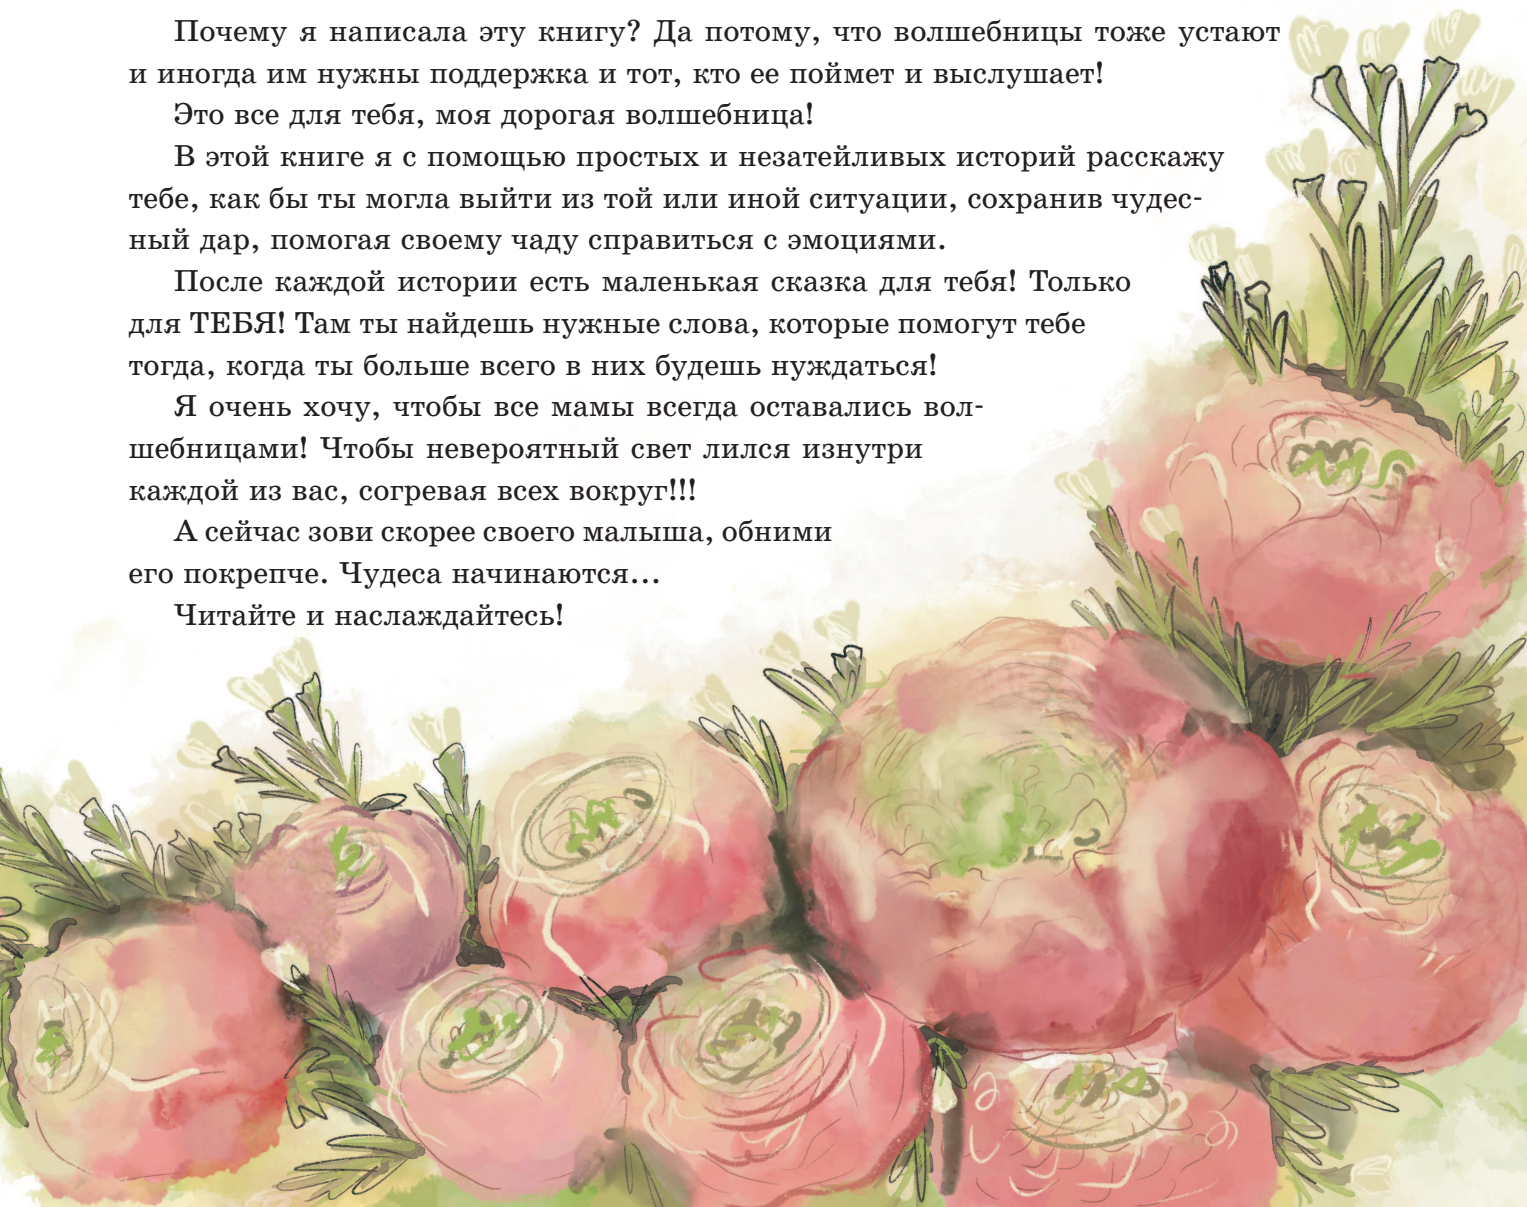 Почему я написала эту книгу? Да потому, что волшебницы тоже устают
и иногда им нужны поддержка и тот, кто ее поймет и выслушает!
Это все для тебя, моя дорогая волшебница!
В этой книге я с помощью простых и незатейливых историй расскажу
тебе, как бы ты могла выйти из той или иной ситуации, сохранив чудес-
ный дар, помогая своему чаду справиться с эмоциями.
После каждой истории есть маленькая сказка для тебя! Только
для ТЕБЯ! Там ты найдешь нужные слова, которые помогут тебе
тогда, когда ты больше всего в них будешь нуждаться!
Я очень хочу, чтобы все мамы всегда оставались вол-
шебницами! Чтобы невероятный свет лился изнутри
каждой из вас, согревая всех вокруг!!!
А сейчас зови скорее своего малыша, обними
его покрепче. Чудеса начинаются...
Читайте и наслаждайтесь!